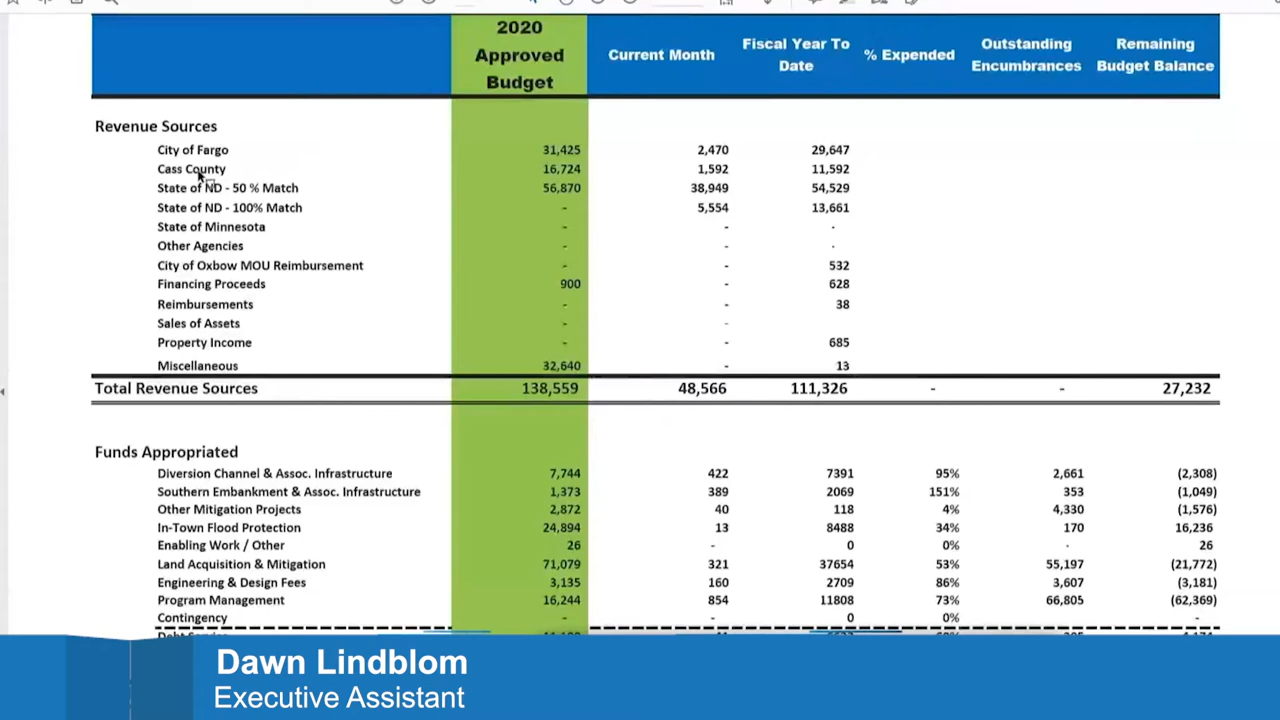 2020 Approved Budget Current Month Fiscal Year To Date % Expended Outstanding Encumbrances Remaining Budget Balance
Revenue Sources
City of Fargo 31,425 2,470 29,647
Cass County 16,724 1,592 11,592
State of ND - 50 % Match 56,870 38,949 54,529
State of ND - 100% Match - 5,554 13,661
State of Minnesota - - -
Other Agencies - - -
City of Oxbow MOU Reimbursement - - 532
Financing Proceeds 900 - 628
Reimbursements - - 38
Sales of Assets - -
Property Income - - 685
Miscellaneous 32,640 - 13
Total Revenue Sources 138,559 48,566 111,326 - - 27,232
Funds Appropriated
Diversion Channel & Assoc. Infrastructure 7,744 422 7391 95% 2,661 (2,308)
Southern Embankment & Assoc. Infrastructure 1,373 389 2069 151% 353 (1,049)
Other Mitigation Projects 2,872 40 118 4% 4,330 (1,576)
In-Town Flood Protection 24,894 13 8488 34% 170 16,236
Enabling Work / Other 26 - 0 0% - 26
Land Acquisition & Mitigation 71,079 321 37654 53% 55,197 (21,772)
Engineering & Design Fees 3,135 160 2709 86% 3,607 (3,181)
Program Management 16,244 854 11808 73% 66,805 (62,369)
Contingency - - 0 0% -
Dawn Lindblom
Executive Assistant